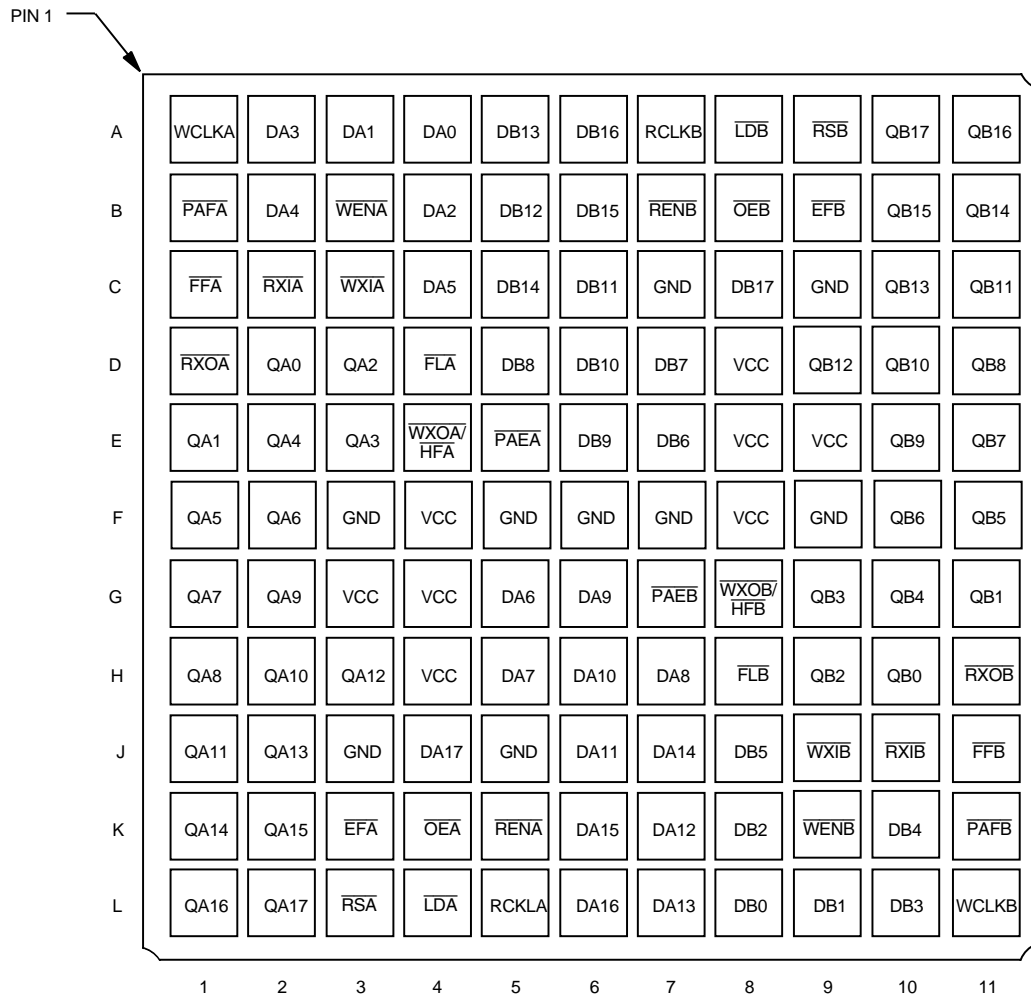 PIN 1
A WCLKA DA3 DA1 DA0 DB13 DB16 RCLKB LDB RSB QB17 QB16
B PAFA DA4 WENA DA2 DB12 DB15 RENB OEB EFB QB15 QB14
C FFA RXIA WXIA DA5 DB14 DB11 GND DB17 GND QB13 QB11
D RXOA QA0 QA2 FLA DB8 DB10 DB7 VCC QB12 QB10 QB8
E QA1 QA4 QA3 WXOA/HFA PAEA DB9 DB6 VCC VCC QB9 QB7
F QA5 QA6 GND VCC GND GND GND VCC GND QB6 QB5
G QA7 QA9 VCC VCC DA6 DA9 PAEB WXOB/HFB QB3 QB4 QB1
H QA8 QA10 QA12 VCC DA7 DA10 DA8 FLB QB2 QB0 RXOB
J QA11 QA13 GND DA17 GND DA11 DA14 DB5 WXIB RXIB FFB
K QA14 QA15 EFA OEA RENA DA15 DA12 DB2 WENB DB4 PAFB
L QA16 QA17 RSA LDA RCKLA DA16 DA13 DB0 DB1 DB3 WCLKB
1 2 3 4 5 6 7 8 9 10 11